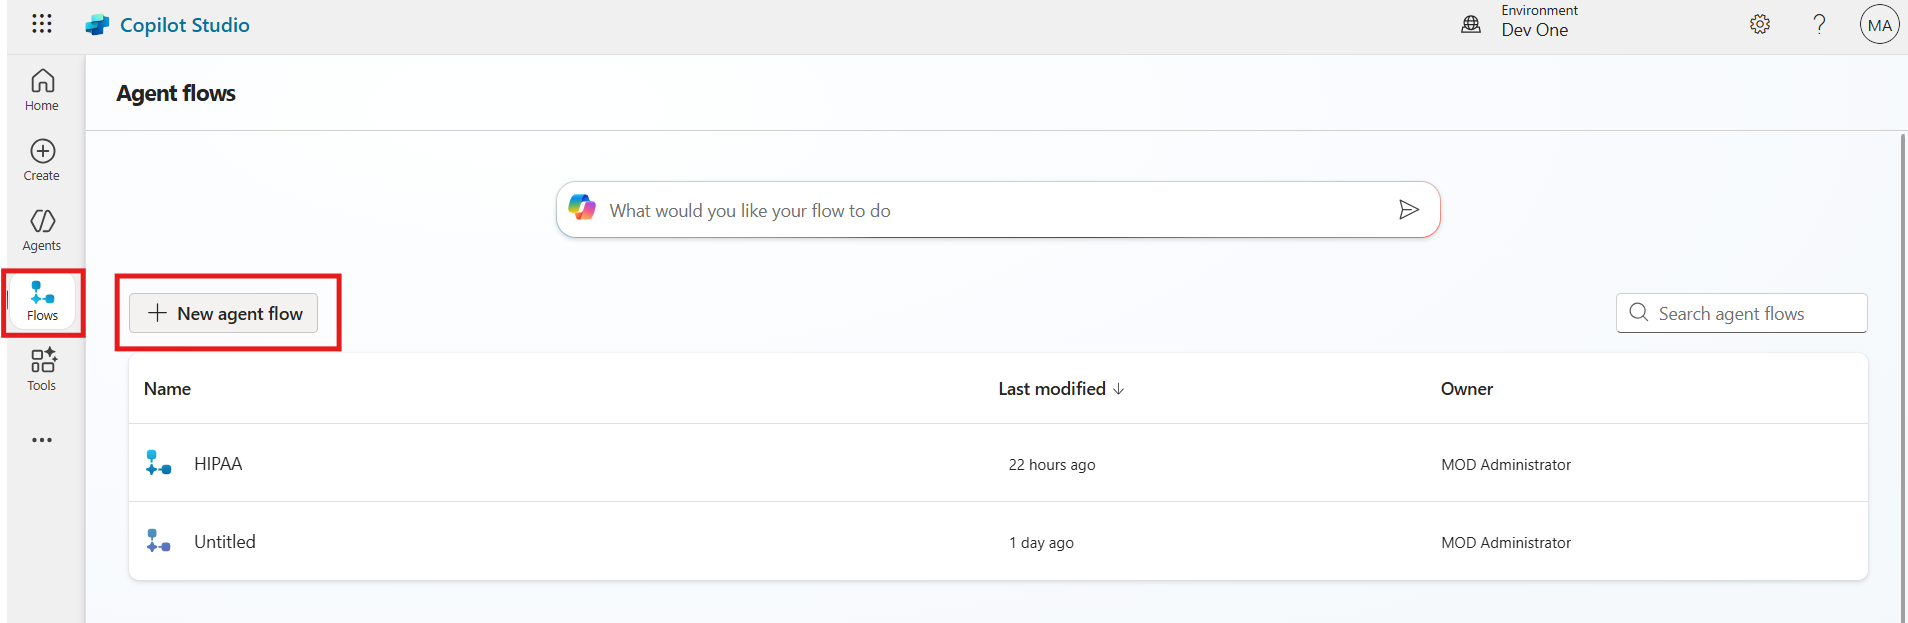 Copilot Studio
Environment
Dev One
MA
Home
Create
Agents
Flows
Tools
Agent flows
What would you like your flow to do
New agent flow
Search agent flows
Name Last modified Owner
HIPAA 22 hours ago MOD Administrator
Untitled 1 day ago MOD Administrator